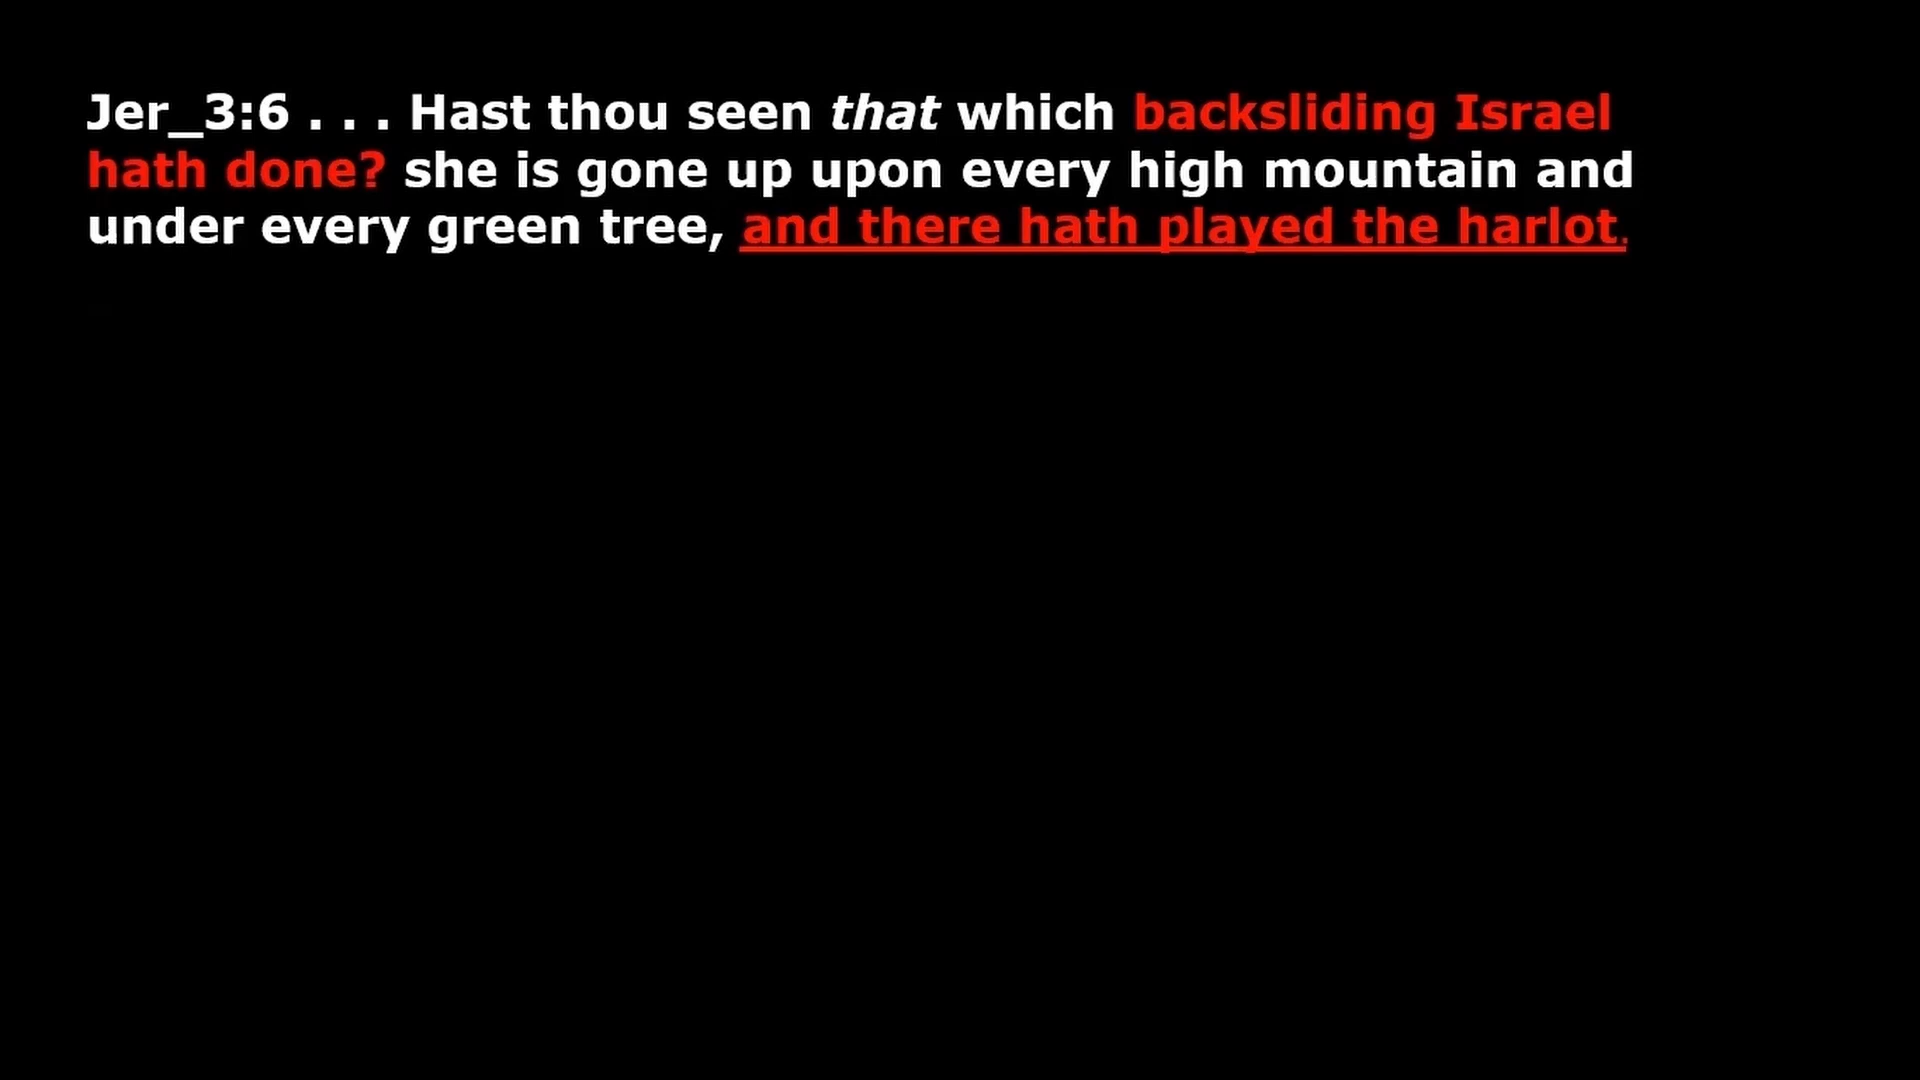 Jer_3:6 . . . Hast thou seen that which backsliding Israel
hath done? she is gone up upon every high mountain and
under every green tree, and there hath played the harlot.